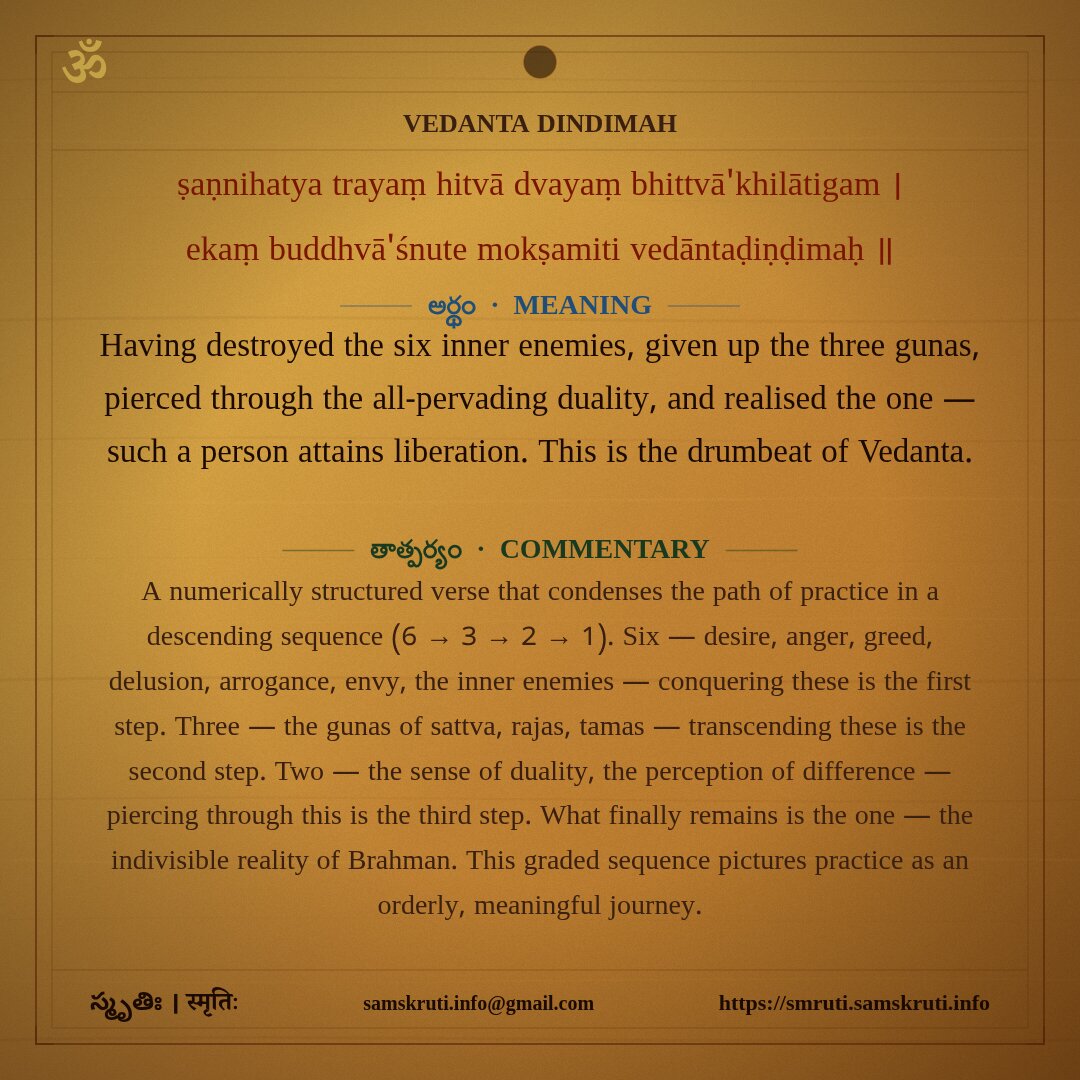 ॐ
VEDANTA DINDIMAH
ṣaṇnihatya trayaṃ hitvā dvayaṃ bhittvā'khilātigam |
ekaṃ buddhvā'śnute mokṣamiti vedāntaḍiṇḍimaḥ ||
అర్థం · MEANING
Having destroyed the six inner enemies, given up the three gunas,
pierced through the all-pervading duality, and realised the one —
such a person attains liberation. This is the drumbeat of Vedanta.
తాత్పర్యం · COMMENTARY
A numerically structured verse that condenses the path of practice in a
descending sequence (6 → 3 → 2 → 1). Six — desire, anger, greed,
delusion, arrogance, envy, the inner enemies — conquering these is the first
step. Three — the gunas of sattva, rajas, tamas — transcending these is the
second step. Two — the sense of duality, the perception of difference —
piercing through this is the third step. What finally remains is the one — the
indivisible reality of Brahman. This graded sequence pictures practice as an
orderly, meaningful journey.
స్మృతిః | स्मृतिः samskruti.info@gmail.com https://smruti.samskruti.info